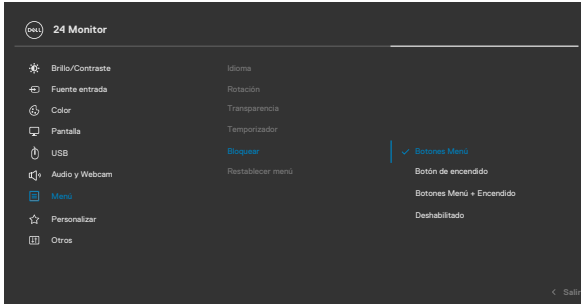 DELL
24 Monitor
Brillo/Contraste
Fuente entrada
Color
Pantalla
USB
Audio y Webcam
Menú
Personalizar
Otros
Idioma
Rotación
Transparencia
Temporizador
Bloquear
Restablecer menú
Botones Menú
Botón de encendido
Botones Menú + Encendido
Deshabilitado
Salir